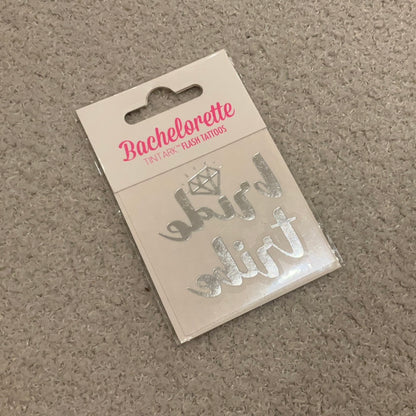 Bachelorette
TINT ARK™ FLASH TATTOOS
bride
tribe